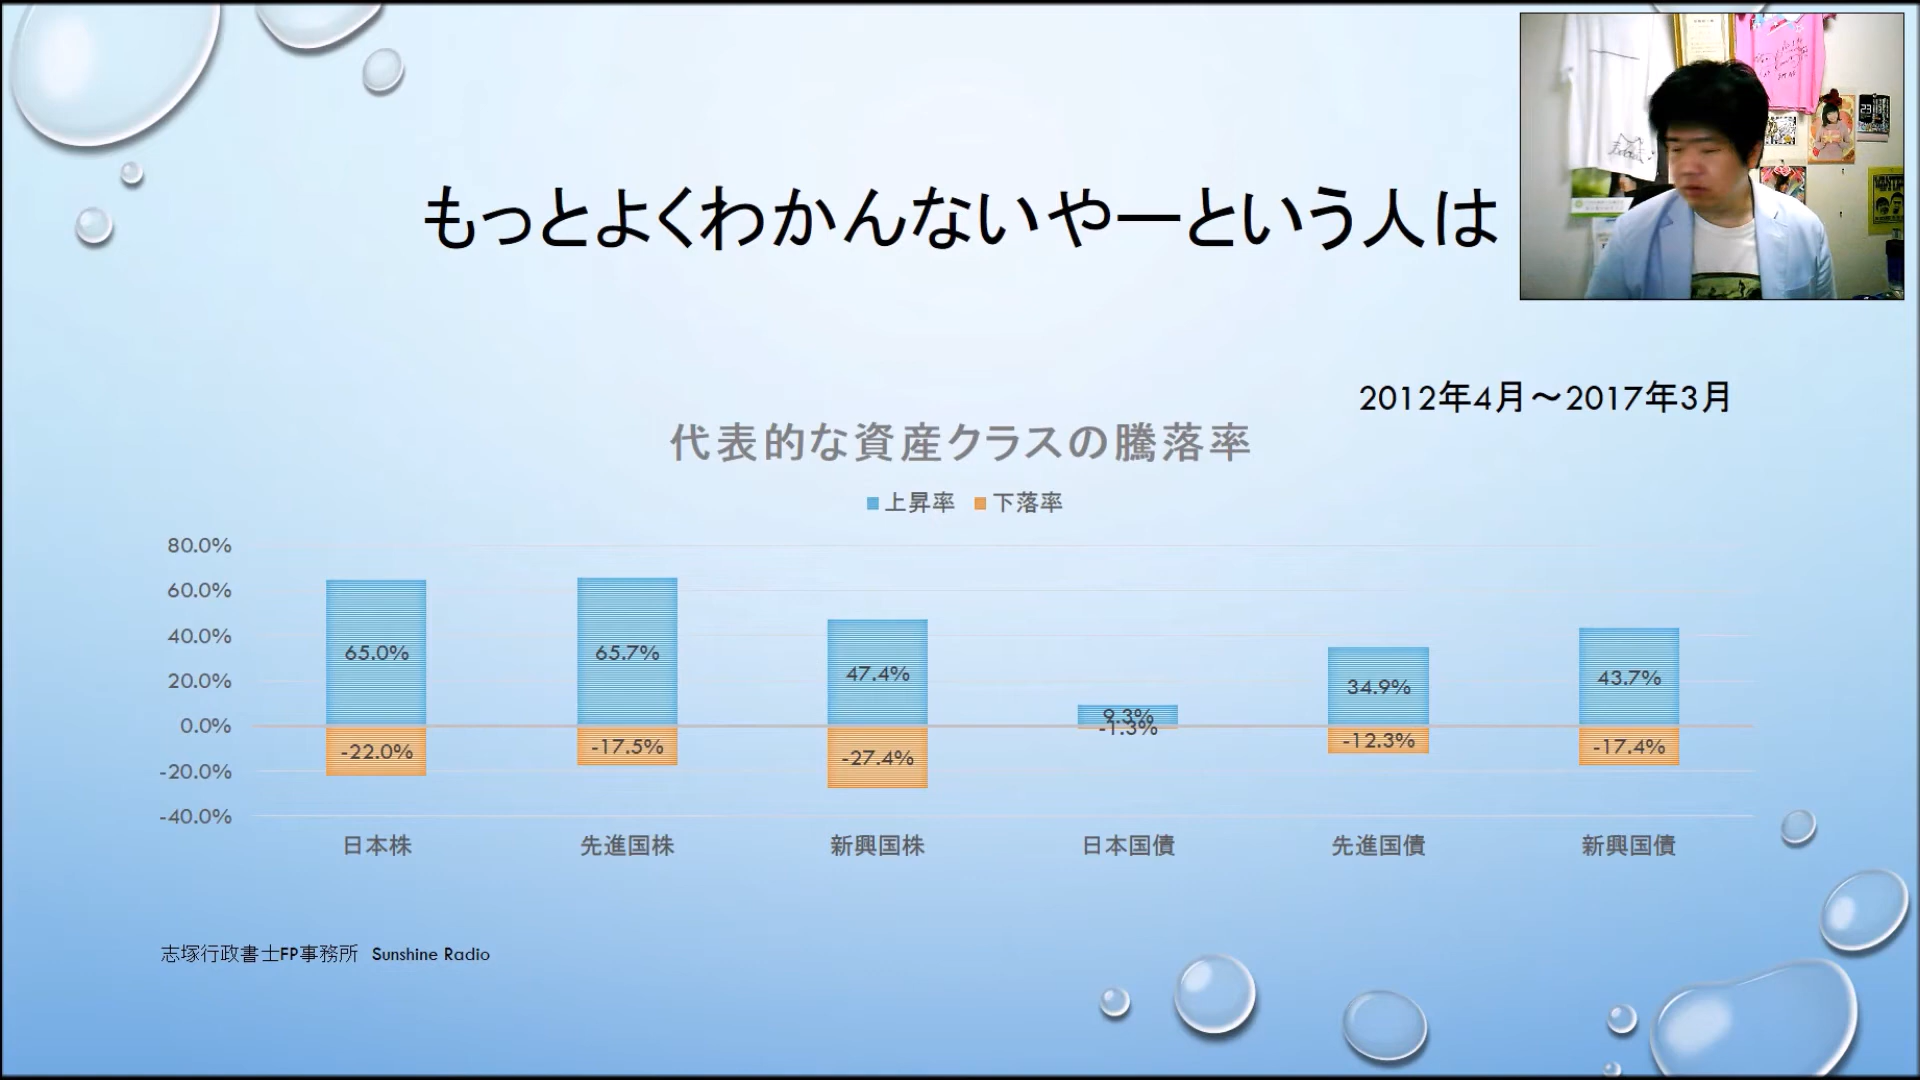 もっとよくわかんないやーという人は
2012年4月～2017年3月
代表的な資産クラスの騰落率
上昇率 下落率
80.0%
60.0%
40.0%
20.0%
0.0%
-20.0%
-40.0%
65.0% 65.7% 47.4% 9.3% 34.9% 43.7%
-22.0% -17.5% -27.4% -1.3% -12.3% -17.4%
日本株 先進国株 新興国株 日本国債 先進国債 新興国債
志塚行政書士FP事務所 Sunshine Radio
23